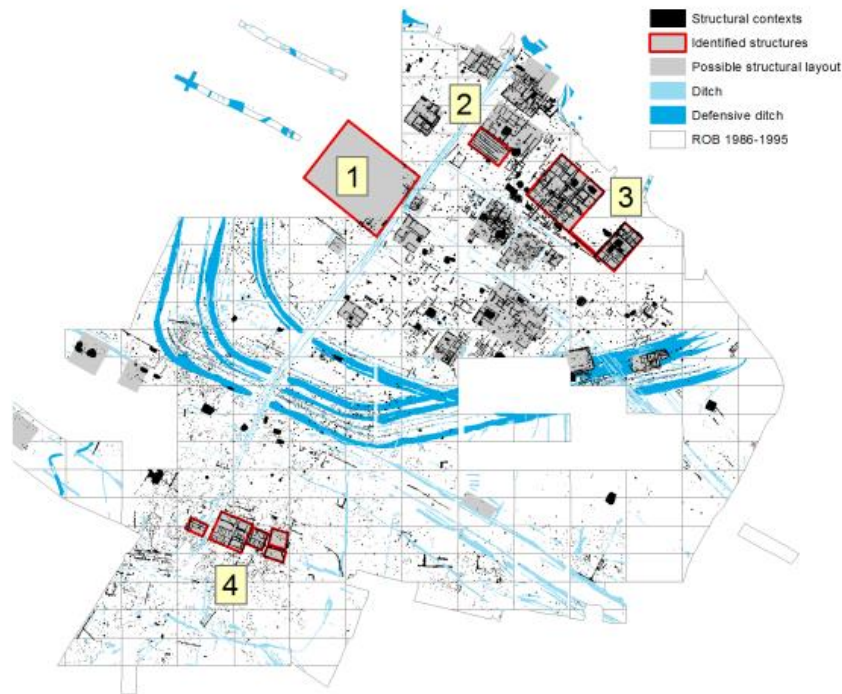 Structural contexts
Identified structures
Possible structural layout
Ditch
Defensive ditch
ROB 1986-1995
2
1
3
4